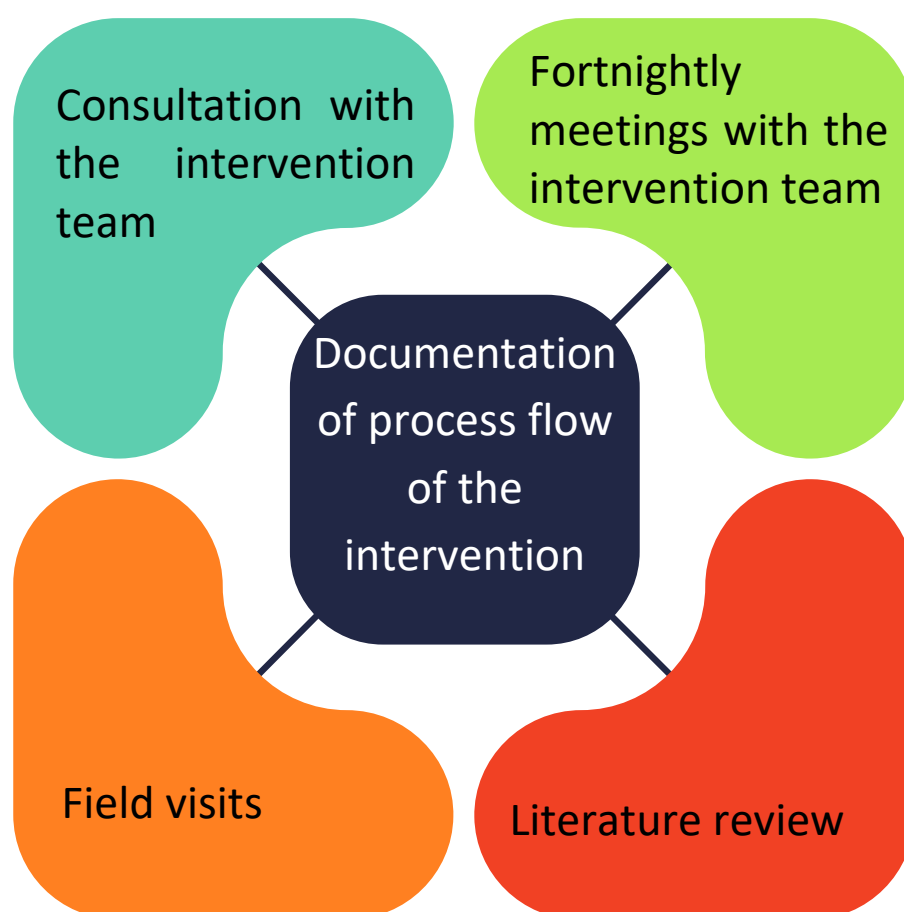 Consultation with
the intervention
team
Fortnightly
meetings with the
intervention team
Documentation
of process flow
of the
intervention
Field visits
Literature review